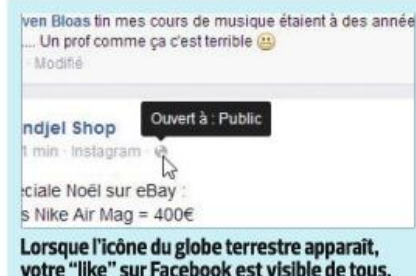 ven Bloas tin mes cours de musique étaient à des année
.... Un prof comme ça c'est terrible
· Modifié
ndjel Shop
Ouvert à : Public
1 min · Instagram ·
ciale Noël sur eBay :
s Nike Air Mag = 400€
Lorsque l'icône du globe terrestre apparaît,
votre "like" sur Facebook est visible de tous.